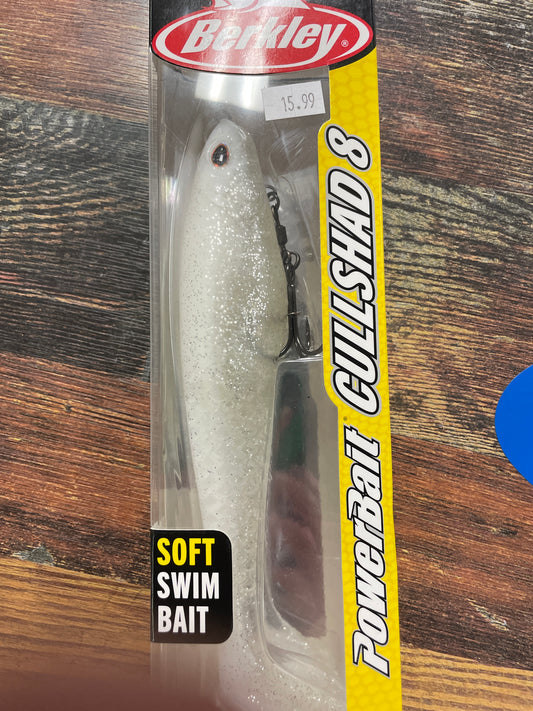 Berkley®
15.99
PowerBait® CULLSHAD 8
SOFT
SWIM
BAIT